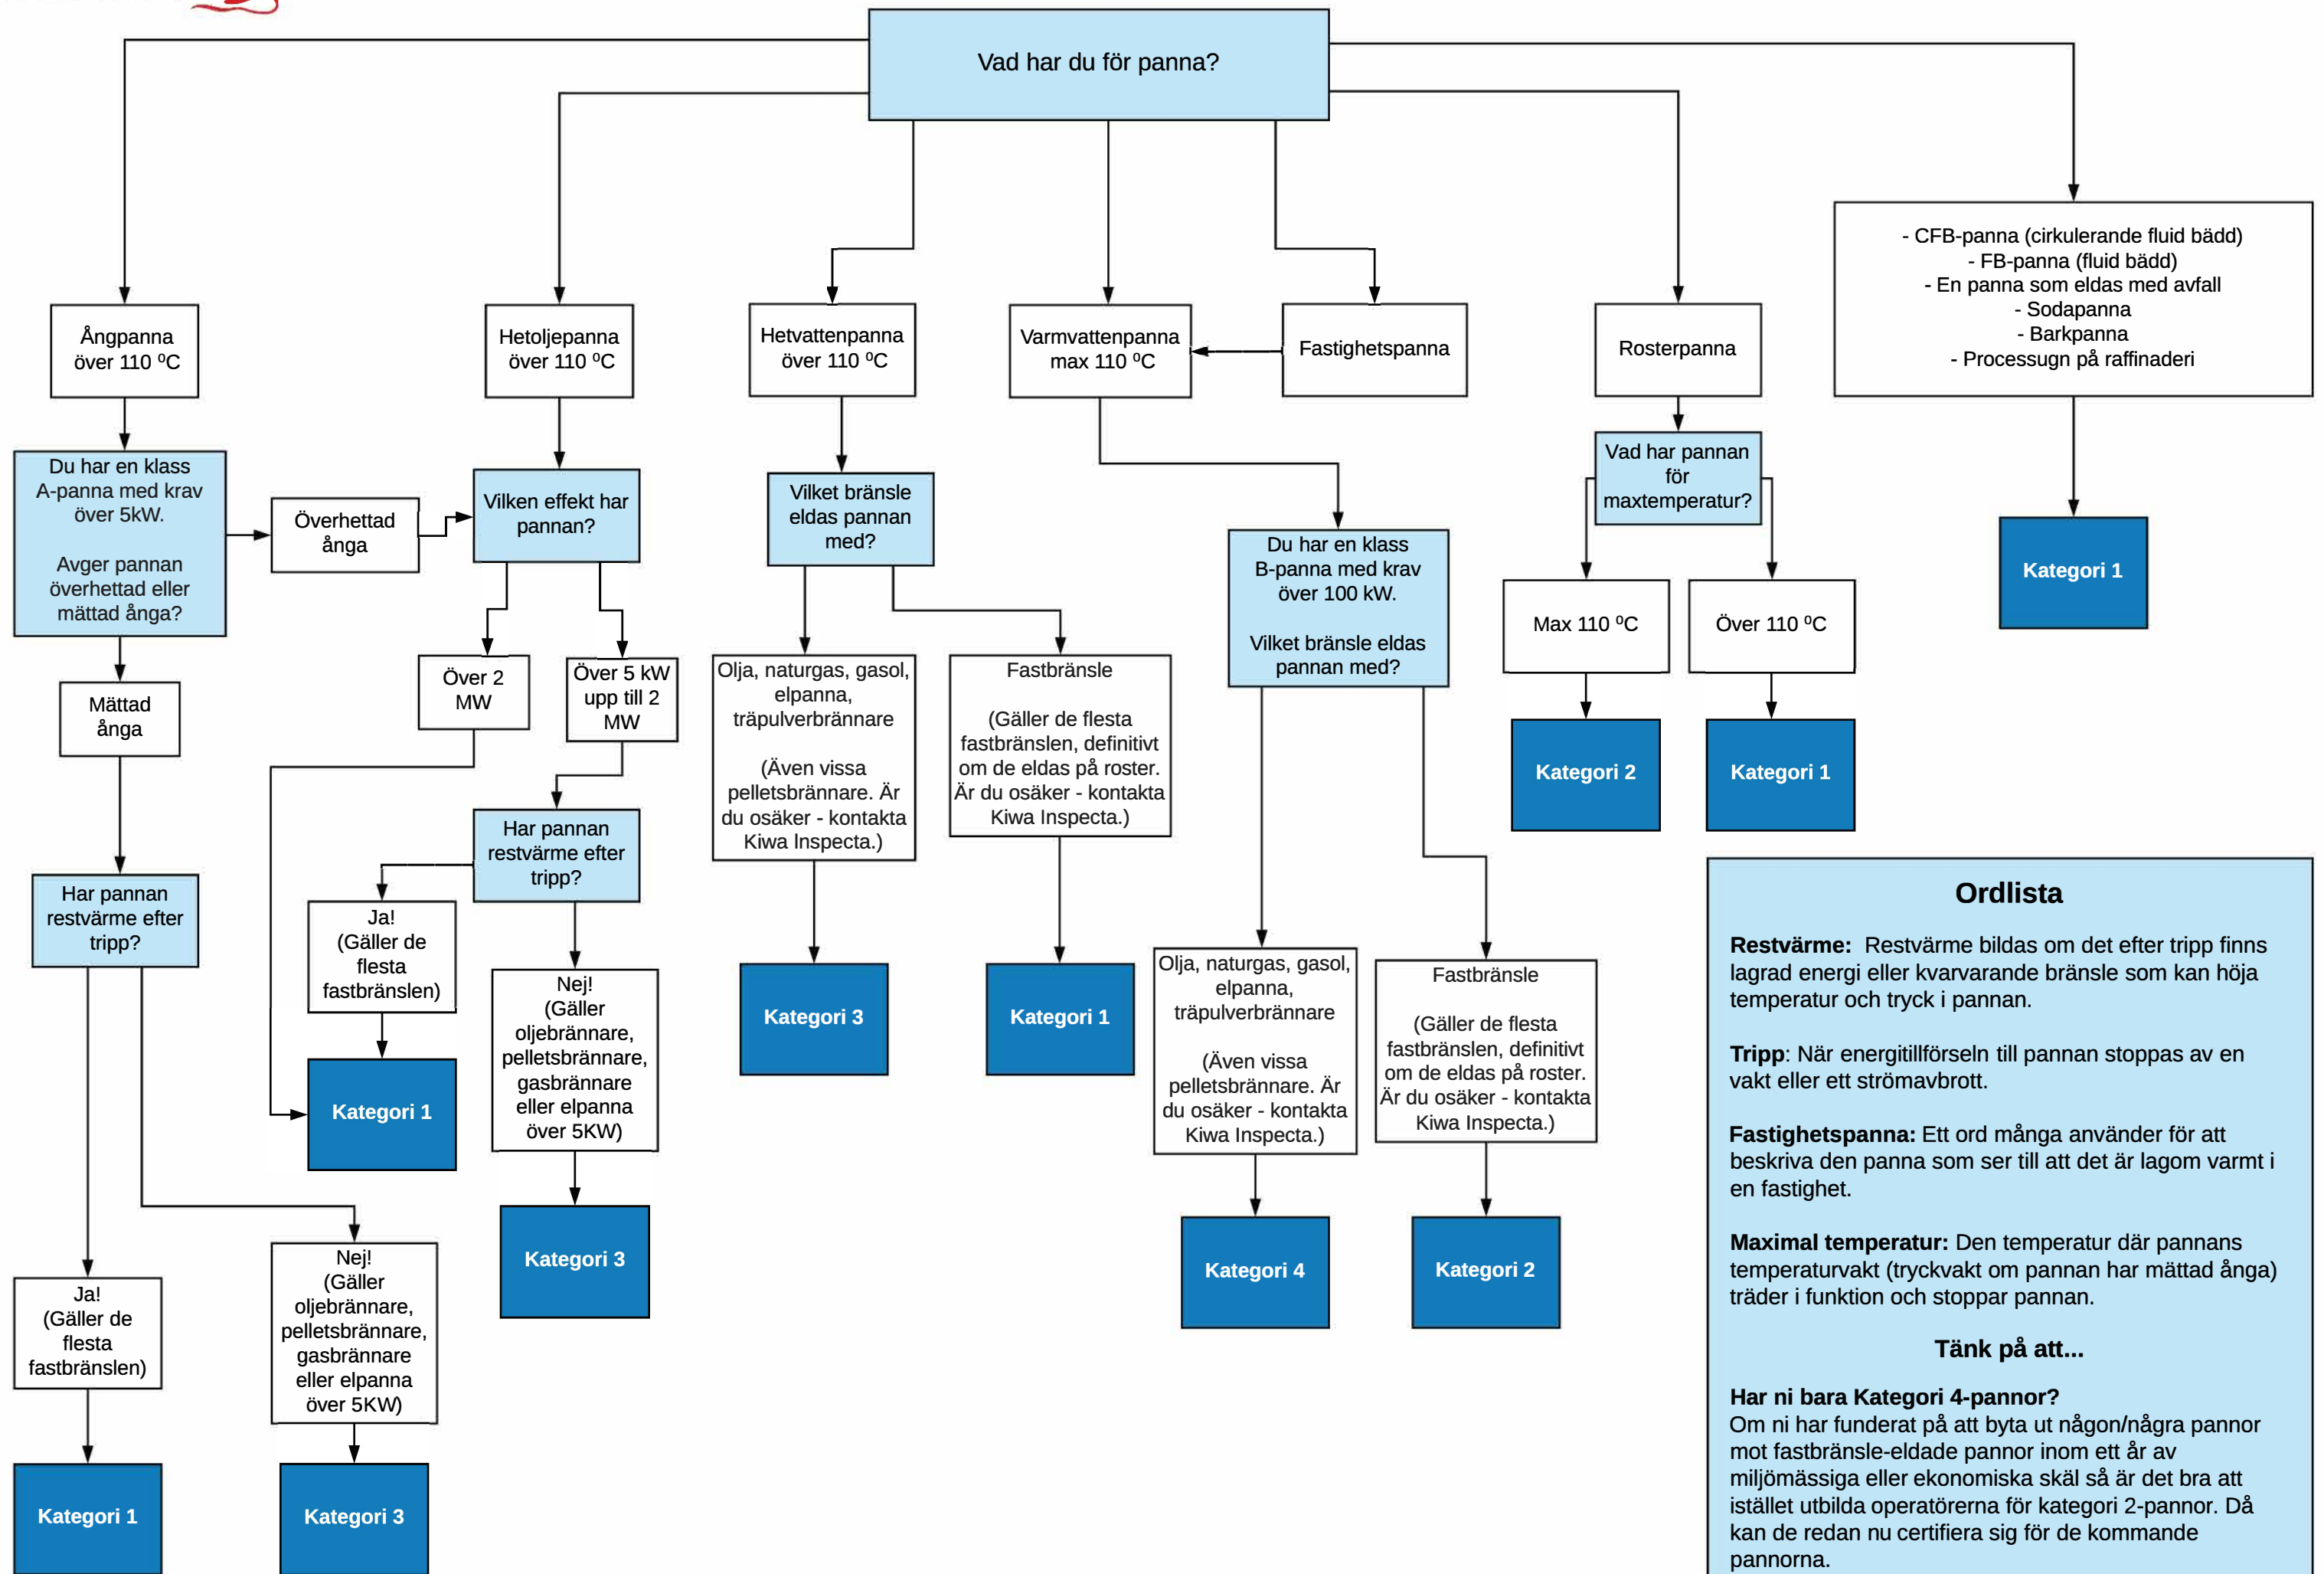 Vad har du för panna?
Ångpanna
över 110 ⁰C
Hetoljepanna
över 110 ⁰C
Hetvattenpanna
över 110 ⁰C
Varmvattenpanna
max 110 ⁰C
Fastighetspanna
Rosterpanna
- CFB-panna (cirkulerande fluid bädd)
- FB-panna (fluid bädd)
- En panna som eldas med avfall
- Sodapanna
- Barkpanna
- Processugn på raffinaderi
Du har en klass
A-panna med krav
över 5kW.
Avger pannan
överhettad eller
mättad ånga?
Överhettad
ånga
Vilken effekt har
pannan?
Vilket bränsle
eldas pannan
med?
Du har en klass
B-panna med krav
över 100 kW.
Vilket bränsle eldas
pannan med?
Vad har pannan
för
maxtemperatur?
Max 110 ⁰C
Över 110 ⁰C
Kategori 1
Mättad
ånga
Över 2
MW
Över 5 kW
upp till 2
MW
Olja, naturgas, gasol,
elpanna,
träpulverbrännare
(Även vissa
pelletsbrännare. Är
du osäker - kontakta
Kiwa Inspecta.)
Fastbränsle
(Gäller de flesta
fastbränslen, definitivt
om de eldas på roster.
Är du osäker - kontakta
Kiwa Inspecta.)
Kategori 2
Kategori 1
Har pannan
restvärme efter
tripp?
Har pannan
restvärme efter
tripp?
Ja!
(Gäller de
flesta
fastbränslen)
Nej!
(Gäller
oljebrännare,
pelletsbrännare,
gasbrännare
eller elpanna
över 5KW)
Kategori 3
Kategori 1
Olja, naturgas, gasol,
elpanna,
träpulverbrännare
(Även vissa
pelletsbrännare. Är
du osäker - kontakta
Kiwa Inspecta.)
Fastbränsle
(Gäller de flesta
fastbränslen, definitivt
om de eldas på roster.
Är du osäker - kontakta
Kiwa Inspecta.)
Kategori 1
Kategori 3
Kategori 4
Kategori 2
Ja!
(Gäller de
flesta
fastbränslen)
Nej!
(Gäller
oljebrännare,
pelletsbrännare,
gasbrännare
eller elpanna
över 5KW)
Kategori 1
Kategori 3
Ordlista
Restvärme: Restvärme bildas om det efter tripp finns
lagrad energi eller kvarvarande bränsle som kan höja
temperatur och tryck i pannan.
Tripp: När energitillförseln till pannan stoppas av en
vakt eller ett strömavbrott.
Fastighetspanna: Ett ord många använder för att
beskriva den panna som ser till att det är lagom varmt i
en fastighet.
Maximal temperatur: Den temperatur där pannans
temperaturvakt (tryckvakt om pannan har mättad ånga)
träder i funktion och stoppar pannan.
Tänk på att...
Har ni bara Kategori 4-pannor?
Om ni har funderat på att byta ut någon/några pannor
mot fastbränsle-eldade pannor inom ett år av
miljömässiga eller ekonomiska skäl så är det bra att
istället utbilda operatörerna för kategori 2-pannor. Då
kan de redan nu certifiera sig för de kommande
pannorna.